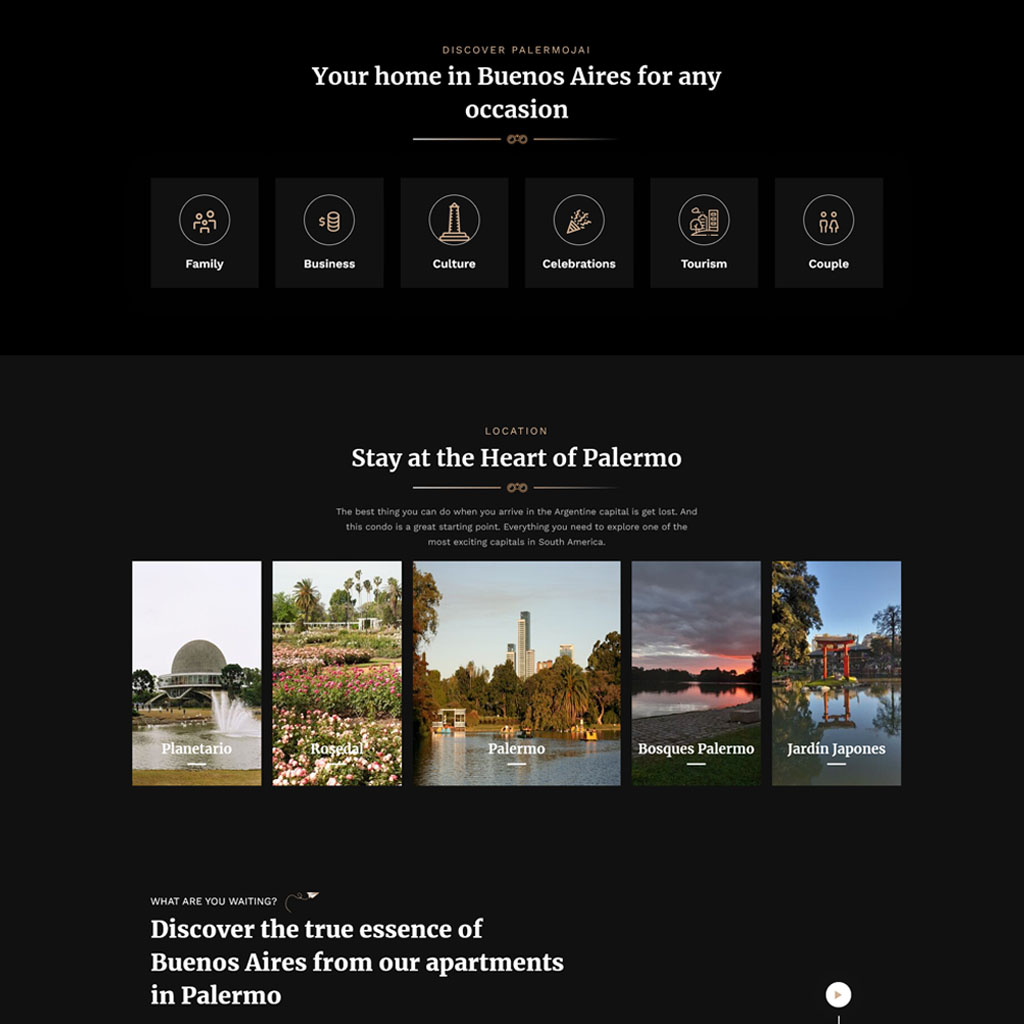 DISCOVER PALERMOJAI
Your home in Buenos Aires for any
occasion
Family
Business
Culture
Celebrations
Tourism
Couple
LOCATION
Stay at the Heart of Palermo
The best thing you can do when you arrive in the Argentine capital is get lost. And
this condo is a great starting point. Everything you need to explore one of the
most exciting capitals in South America.
Planetario
Rosedal
Palermo
Bosques Palermo
Jardín Japones
WHAT ARE YOU WAITING?
Discover the true essence of
Buenos Aires from our apartments
in Palermo